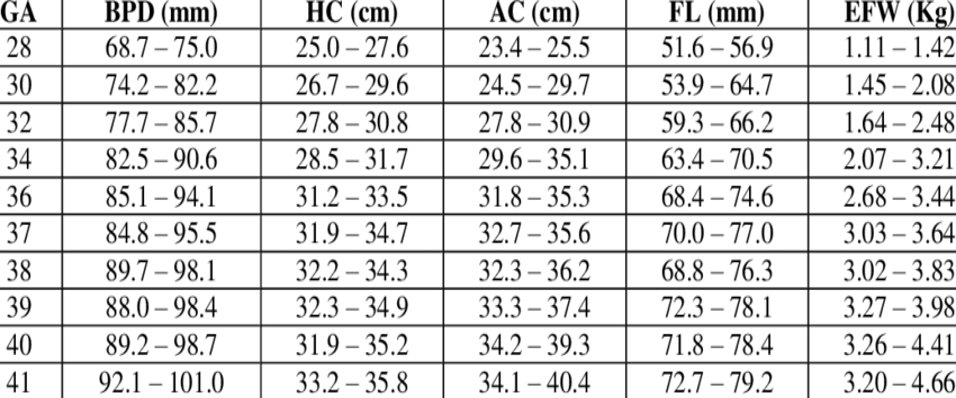 GA BPD (mm) HC (cm) AC (cm) FL (mm) EFW (Kg)
28 68.7 – 75.0 25.0 – 27.6 23.4 – 25.5 51.6 – 56.9 1.11 – 1.42
30 74.2 – 82.2 26.7 – 29.6 24.5 – 29.7 53.9 – 64.7 1.45 – 2.08
32 77.7 – 85.7 27.8 – 30.8 27.8 – 30.9 59.3 – 66.2 1.64 – 2.48
34 82.5 – 90.6 28.5 – 31.7 29.6 – 35.1 63.4 – 70.5 2.07 – 3.21
36 85.1 – 94.1 31.2 – 33.5 31.8 – 35.3 68.4 – 74.6 2.68 – 3.44
37 84.8 – 95.5 31.9 – 34.7 32.7 – 35.6 70.0 – 77.0 3.03 – 3.64
38 89.7 – 98.1 32.2 – 34.3 32.3 – 36.2 68.8 – 76.3 3.02 – 3.83
39 88.0 – 98.4 32.3 – 34.9 33.3 – 37.4 72.3 – 78.1 3.27 – 3.98
40 89.2 – 98.7 31.9 – 35.2 34.2 – 39.3 71.8 – 78.4 3.26 – 4.41
41 92.1 – 101.0 33.2 – 35.8 34.1 – 40.4 72.7 – 79.2 3.20 – 4.66